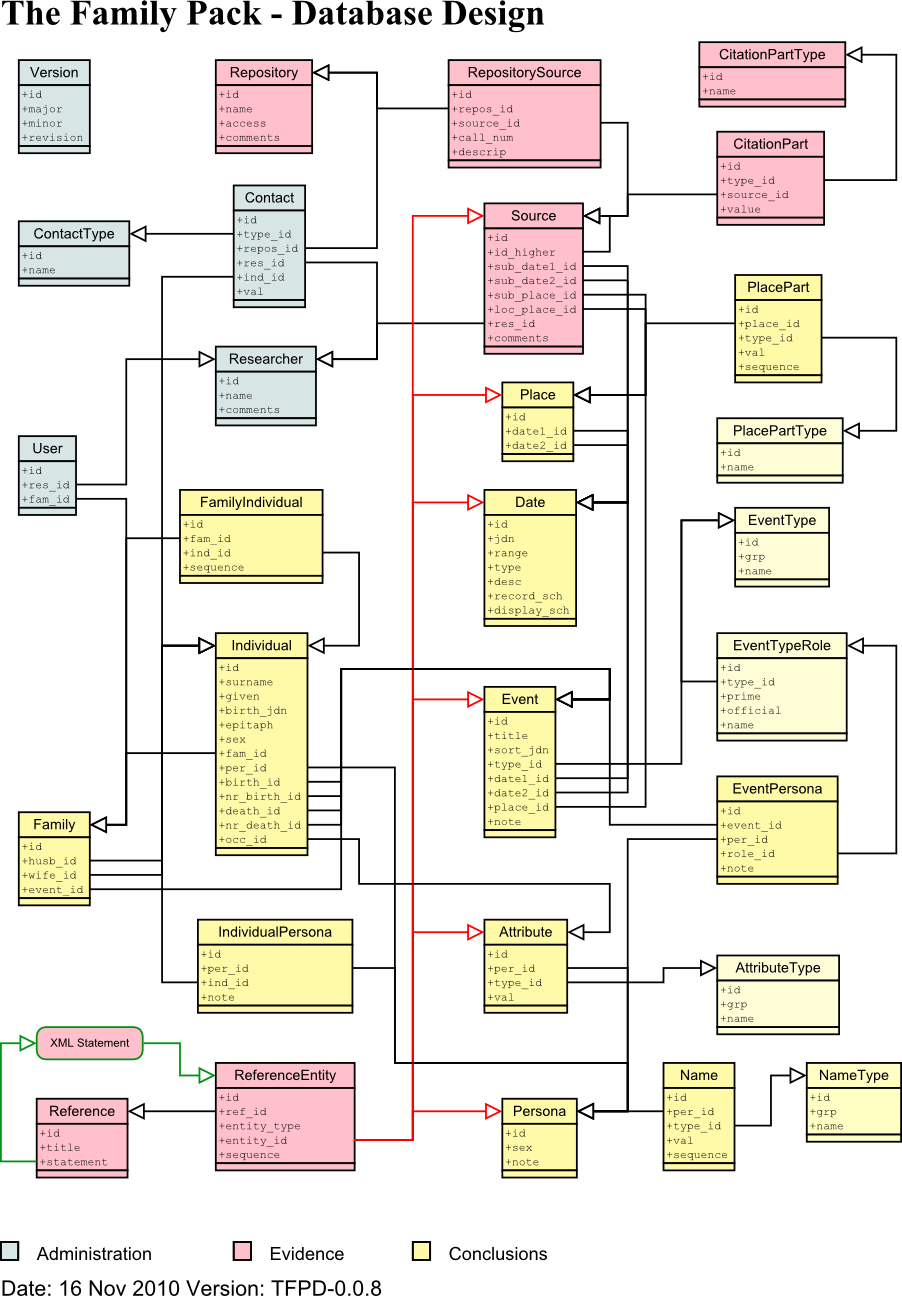 The Family Pack - Database Design
Version
+id
+major
+minor
+revision
Repository
+id
+name
+access
+comments
RepositorySource
+id
+repos_id
+source_id
+call_num
+descrip
CitationPartType
+id
+name
CitationPart
+id
+type_id
+source_id
+value
Contact
+id
+type_id
+repos_id
+res_id
+ind_id
+val
ContactType
+id
+name
Source
+id
+id_higher
+sub_date1_id
+sub_date2_id
+sub_place_id
+loc_place_id
+res_id
+comments
PlacePart
+id
+place_id
+type_id
+val
+sequence
Researcher
+id
+name
+comments
Place
+id
+date1_id
+date2_id
PlacePartType
+id
+name
User
+id
+res_id
+fam_id
FamilyIndividual
+id
+fam_id
+ind_id
+sequence
Date
+id
+jdn
+range
+type
+desc
+record_sch
+display_sch
EventType
+id
+grp
+name
Individual
+id
+surname
+given
+birth_jdn
+epitaph
+sex
+fam_id
+per_id
+birth_id
+nr_birth_id
+death_id
+nr_death_id
+occ_id
EventTypeRole
+id
+type_id
+prime
+official
+name
Event
+id
+title
+sort_jdn
+type_id
+date1_id
+date2_id
+place_id
+note
EventPersona
+id
+event_id
+per_id
+role_id
+note
Family
+id
+husb_id
+wife_id
+event_id
IndividualPersona
+id
+per_id
+ind_id
+note
Attribute
+id
+per_id
+type_id
+val
AttributeType
+id
+grp
+name
XML Statement
ReferenceEntity
+id
+ref_id
+entity_type
+entity_id
+sequence
Reference
+id
+title
+statement
Persona
+id
+sex
+note
Name
+id
+per_id
+type_id
+val
+sequence
NameType
+id
+grp
+name
Administration
Evidence
Conclusions
Date: 16 Nov 2010 Version: TFPD-0.0.8